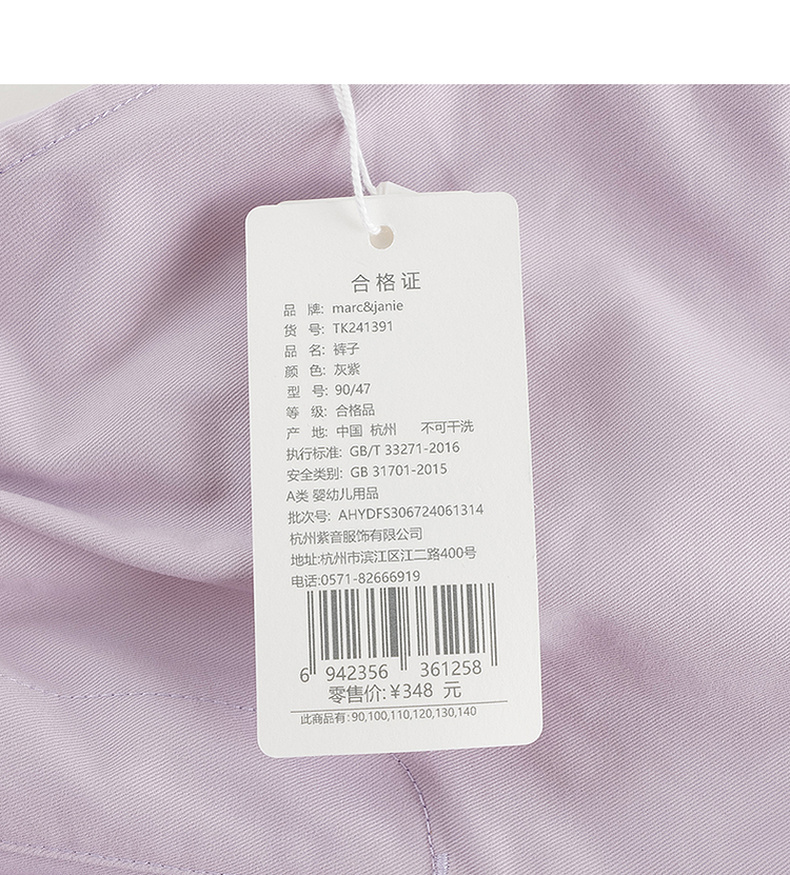 合格证
品 牌: marc&janie
货 号: TK241391
品 名: 裤子
颜 色: 灰紫
型 号: 90/47
等 级: 合格品
产 地: 中国 杭州 不可干洗
执行标准: GB/T 33271-2016
安全类别: GB 31701-2015
A类 婴幼儿用品
批次号: AHYDFS306724061314
杭州紫音服饰有限公司
地址:杭州市滨江区江二路400号
电话:0571-82666919
6 942356 361258
零售价:¥348 元
此商品有:90,100,110,120,130,140